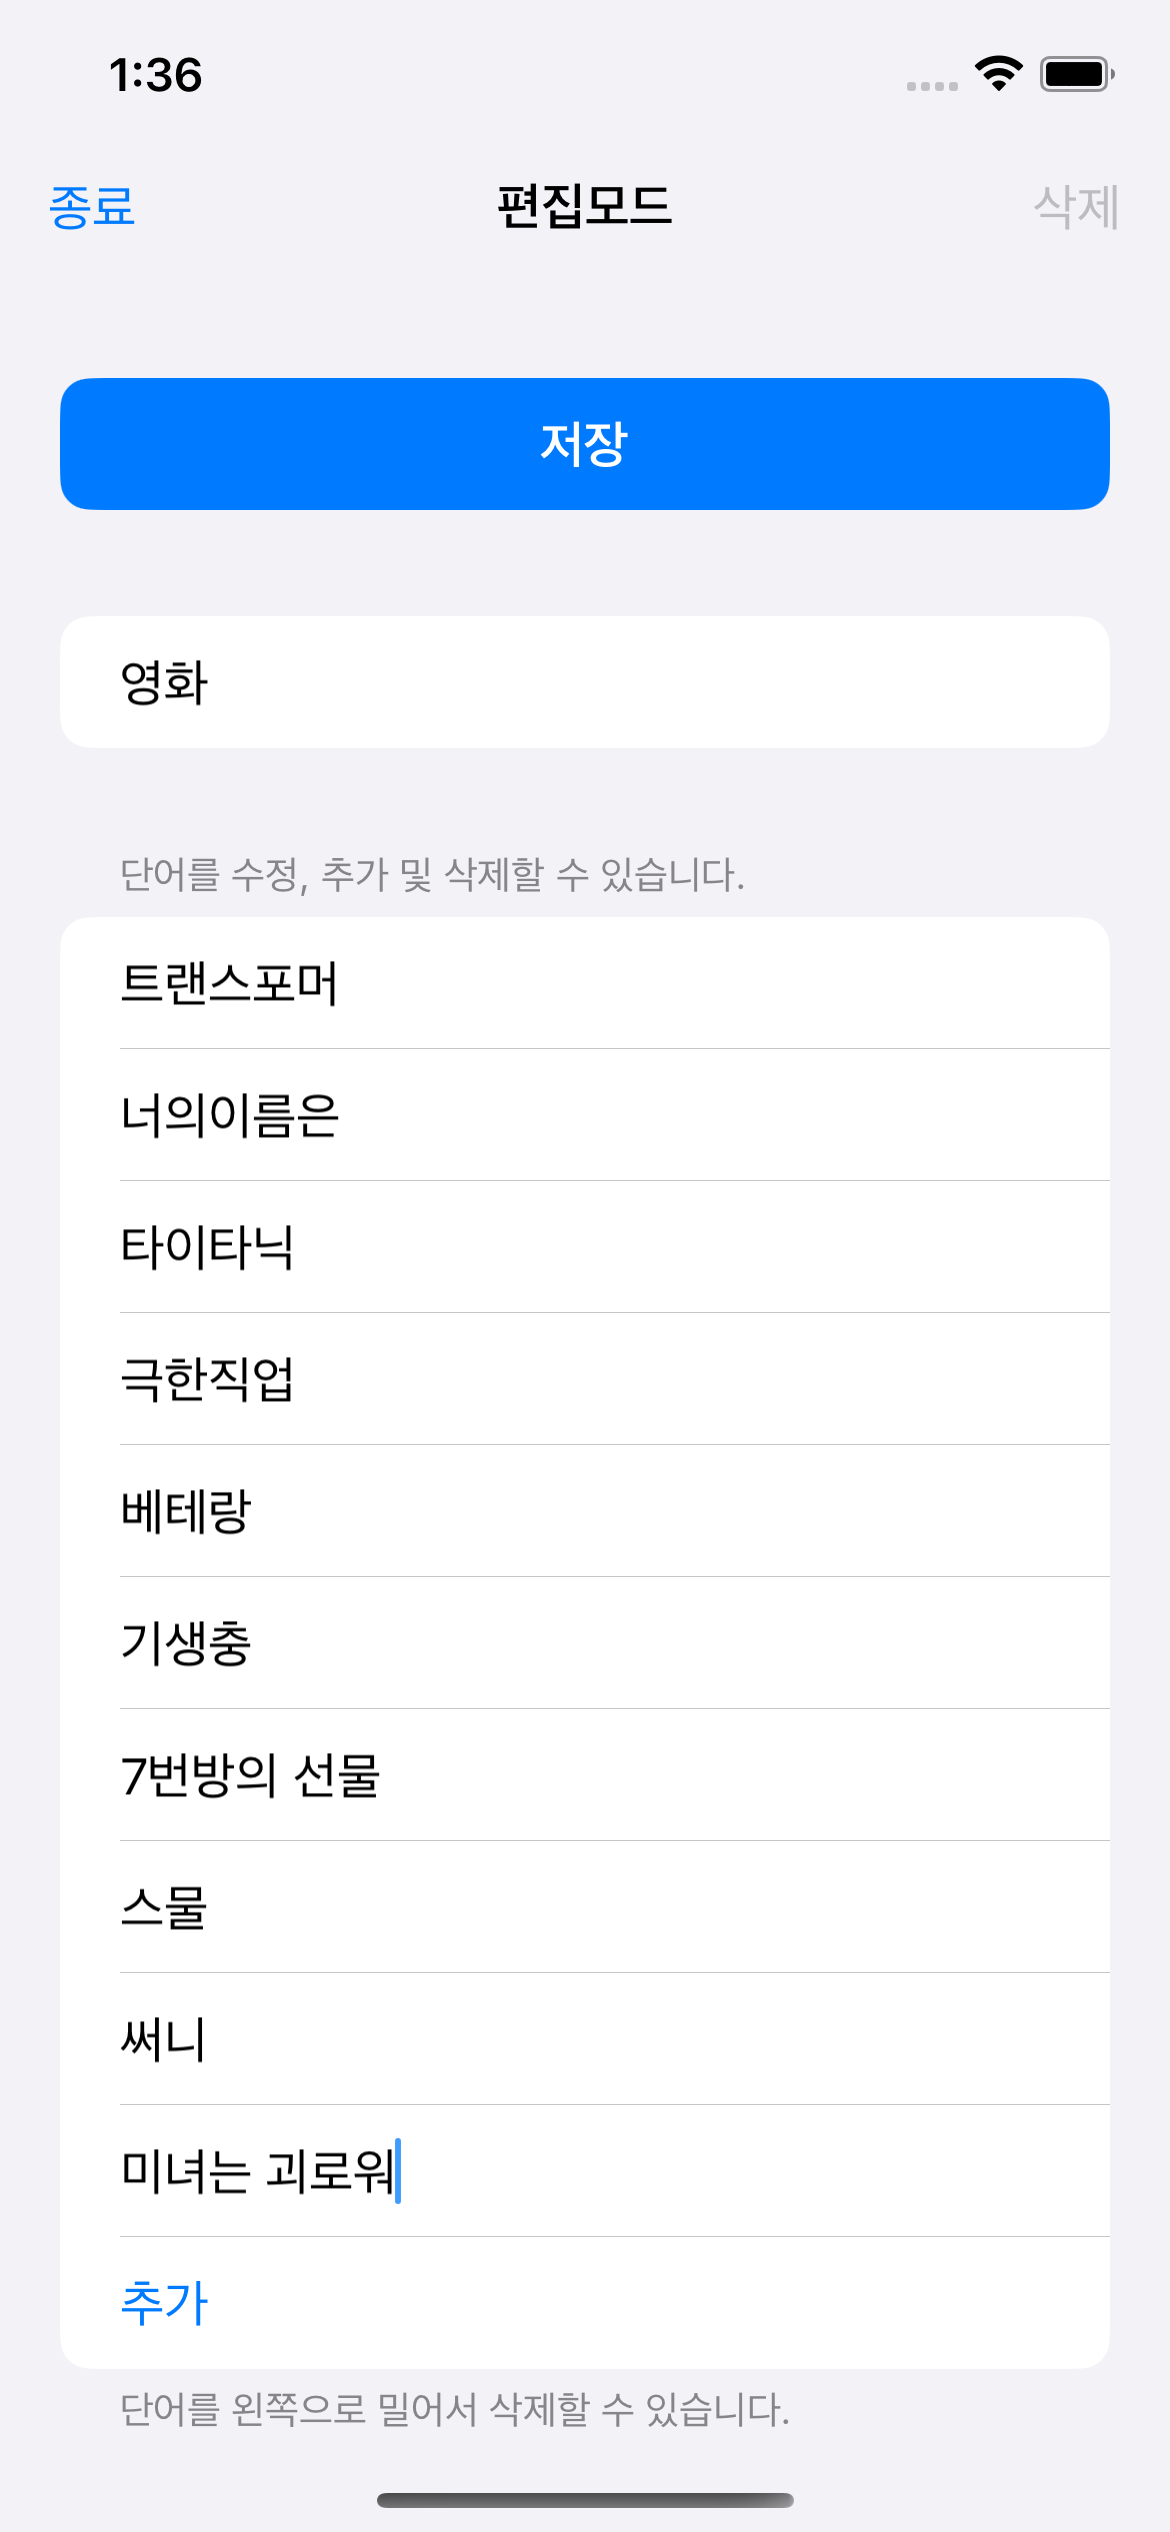 1:36
종료 편집모드 삭제
저장
영화
단어를 수정, 추가 및 삭제할 수 있습니다.
트랜스포머
너의이름은
타이타닉
극한직업
베테랑
기생충
7번방의 선물
스물
써니
미녀는 괴로워
추가
단어를 왼쪽으로 밀어서 삭제할 수 있습니다.